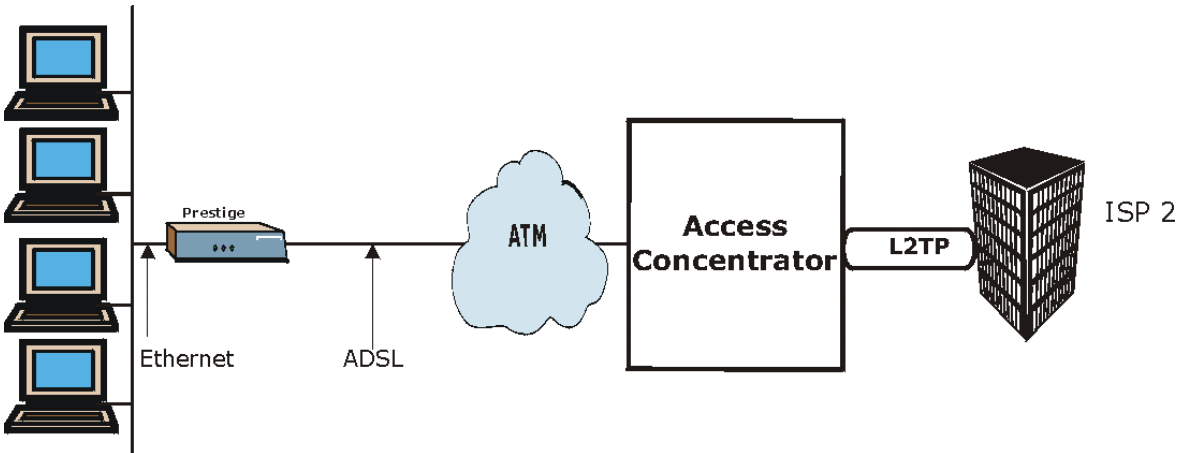 Prestige
ATM
Access
Concentrator
L2TP
ISP 2
Ethernet
ADSL